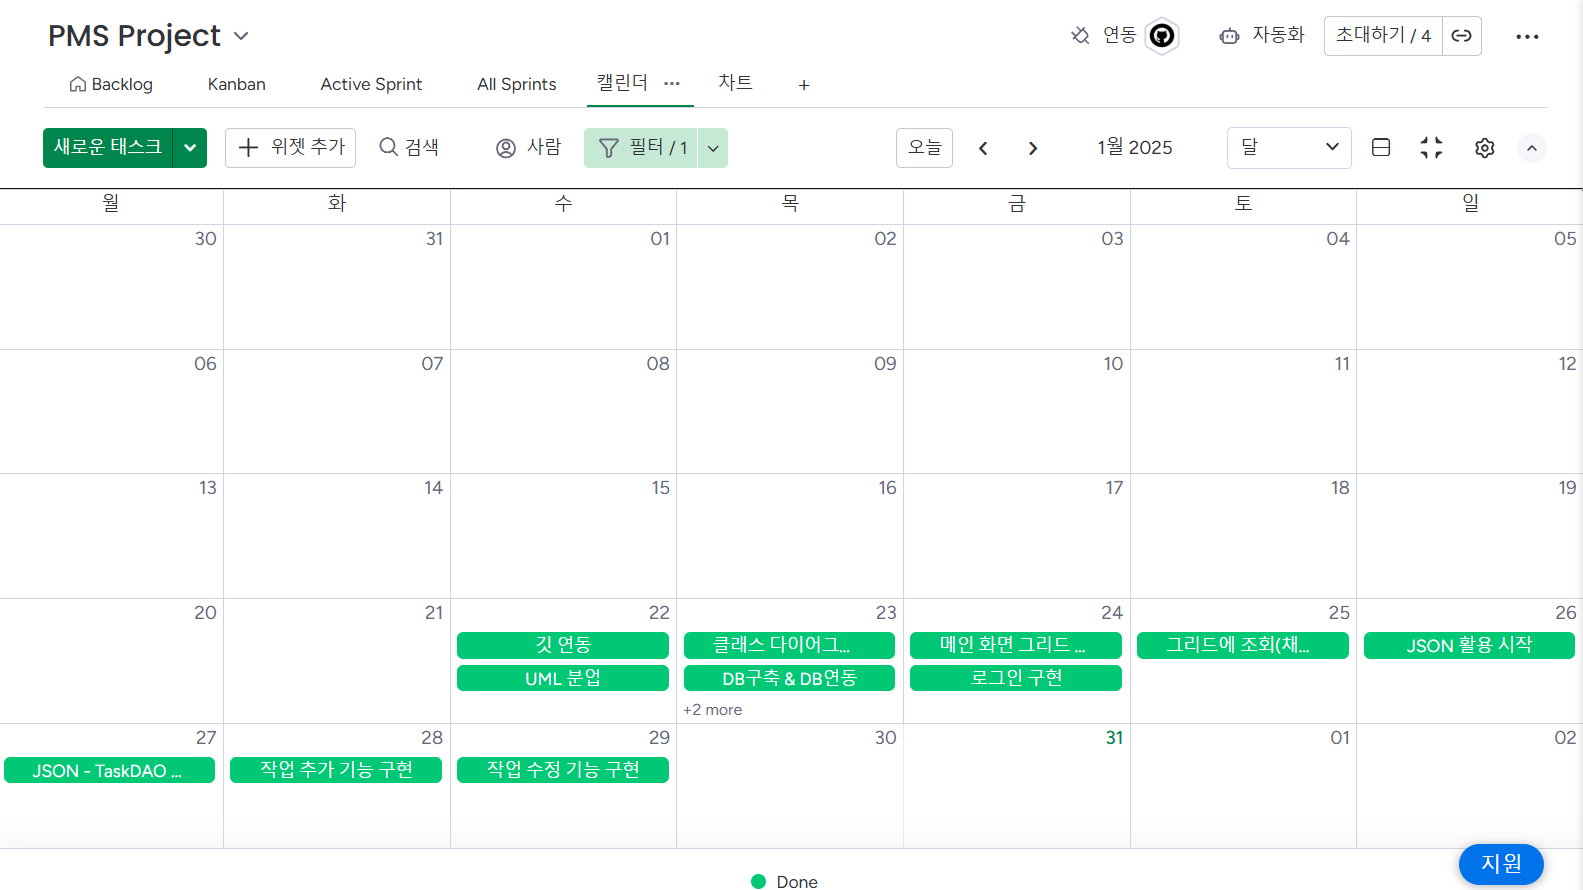 PMS Project
연동
자동화
초대하기 / 4
Backlog
Kanban
Active Sprint
All Sprints
캘린더
차트
+
새로운 태스크
위젯 추가
검색
사람
필터 / 1
오늘
1월 2025
달
월 화 수 목 금 토 일
30 31 01 02 03 04 05
06 07 08 09 10 11 12
13 14 15 16 17 18 19
20 21 22 23 24 25 26
깃 연동
클래스 다이어그...
메인 화면 그리드 ...
그리드에 조회(채...
JSON 활용 시작
UML 분업
DB구축 & DB연동
로그인 구현
+2 more
27 28 29 30 31 01 02
JSON - TaskDAO ...
작업 추가 기능 구현
작업 수정 기능 구현
지원
Done